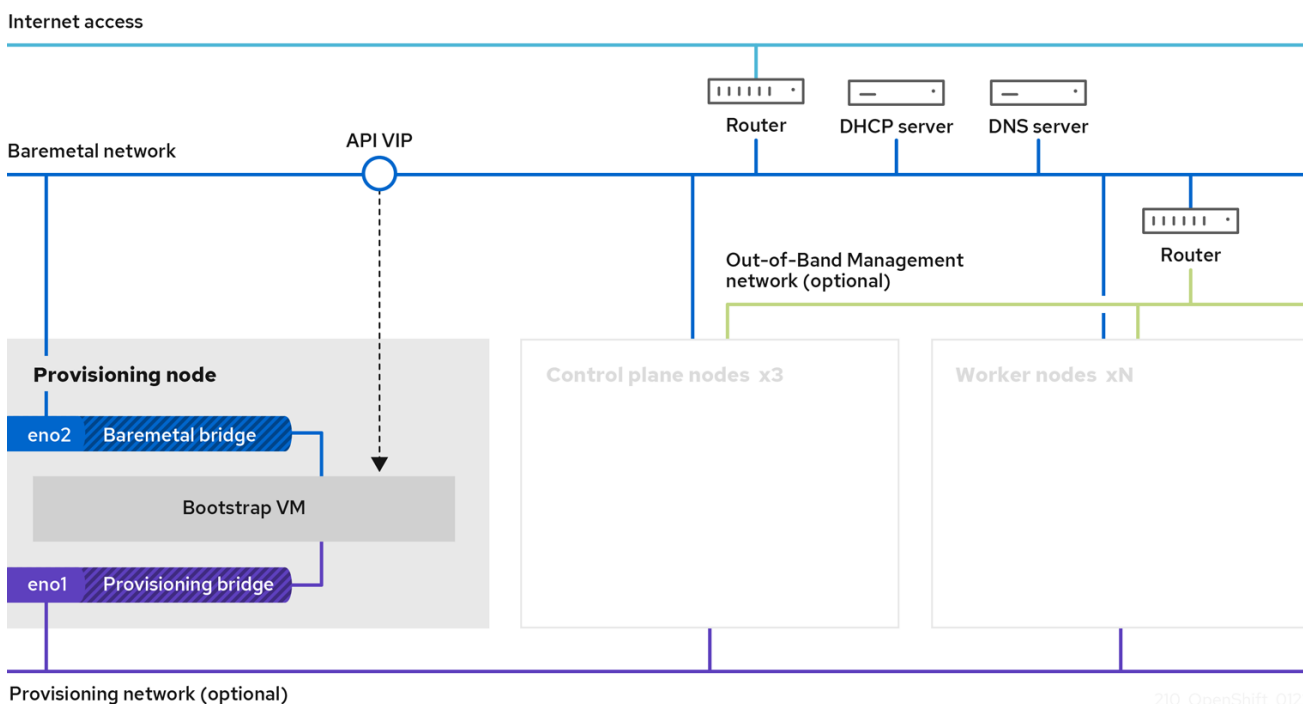 Internet access
Router
DHCP server
DNS server
API VIP
Baremetal network
Router
Out-of-Band Management
network (optional)
Provisioning node
Control plane nodes x3
Worker nodes xN
eno2
Baremetal bridge
Bootstrap VM
eno1
Provisioning bridge
Provisioning network (optional)
210_OpenShift_012